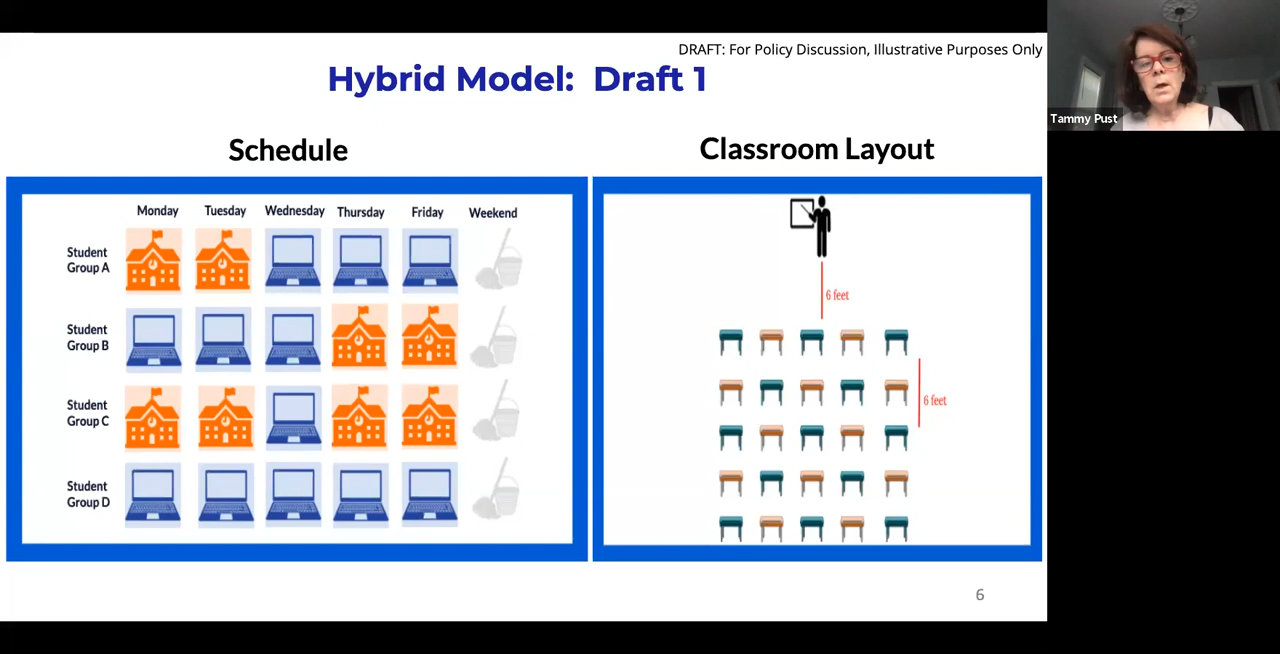 DRAFT: For Policy Discussion, Illustrative Purposes Only
Hybrid Model: Draft 1
Tammy Pust
Schedule
Classroom Layout
Monday Tuesday Wednesday Thursday Friday Weekend
Student
Group A
Student
Group B
Student
Group C
Student
Group D
6 feet
6 feet
6